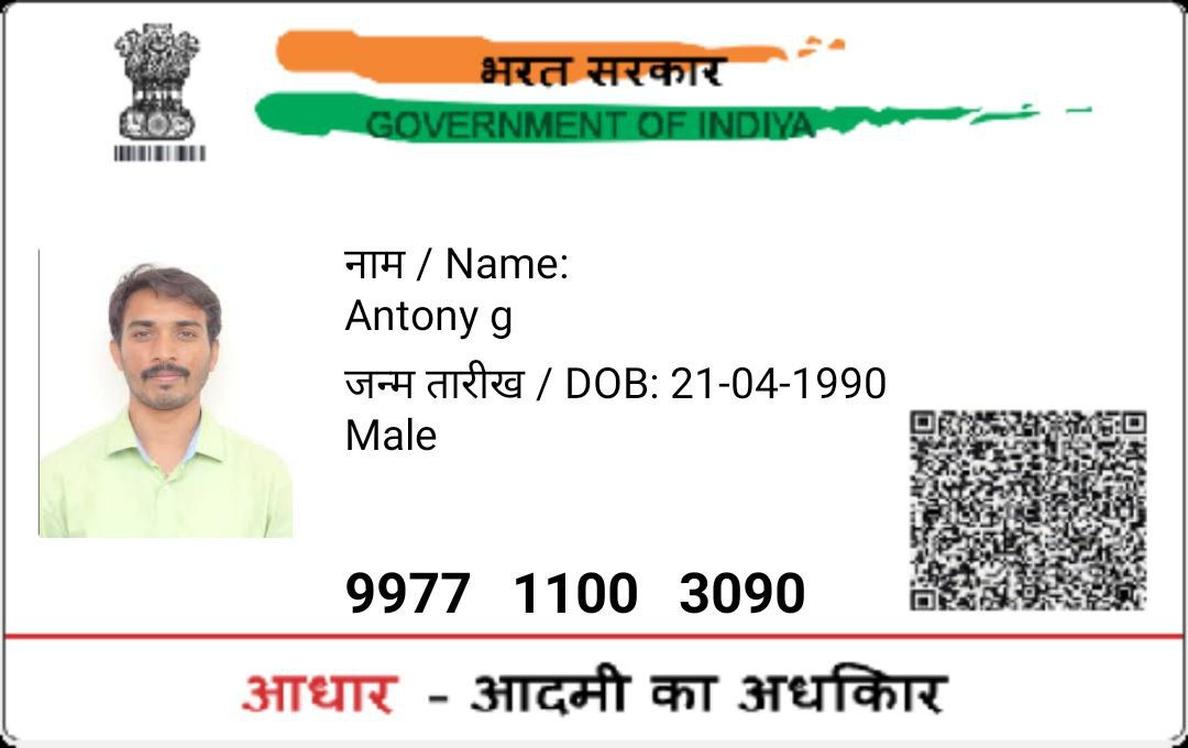 भरत सरकार
GOVERNMENT OF INDIYA
नाम / Name:
Antony g
जन्म तारीख / DOB: 21-04-1990
Male
9977 1100 3090
आधार - आदमी का अधकिार